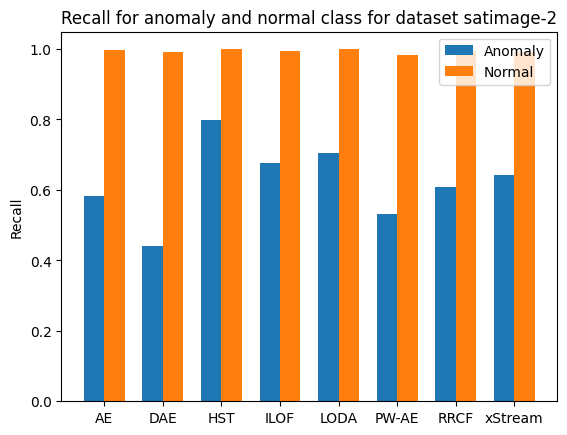 Recall for anomaly and normal class for dataset satimage-2
Anomaly
Normal
1.0
0.8
0.6
0.4
0.2
0.0
Recall
AE DAE HST ILOF LODA PW-AE RRCF xStream